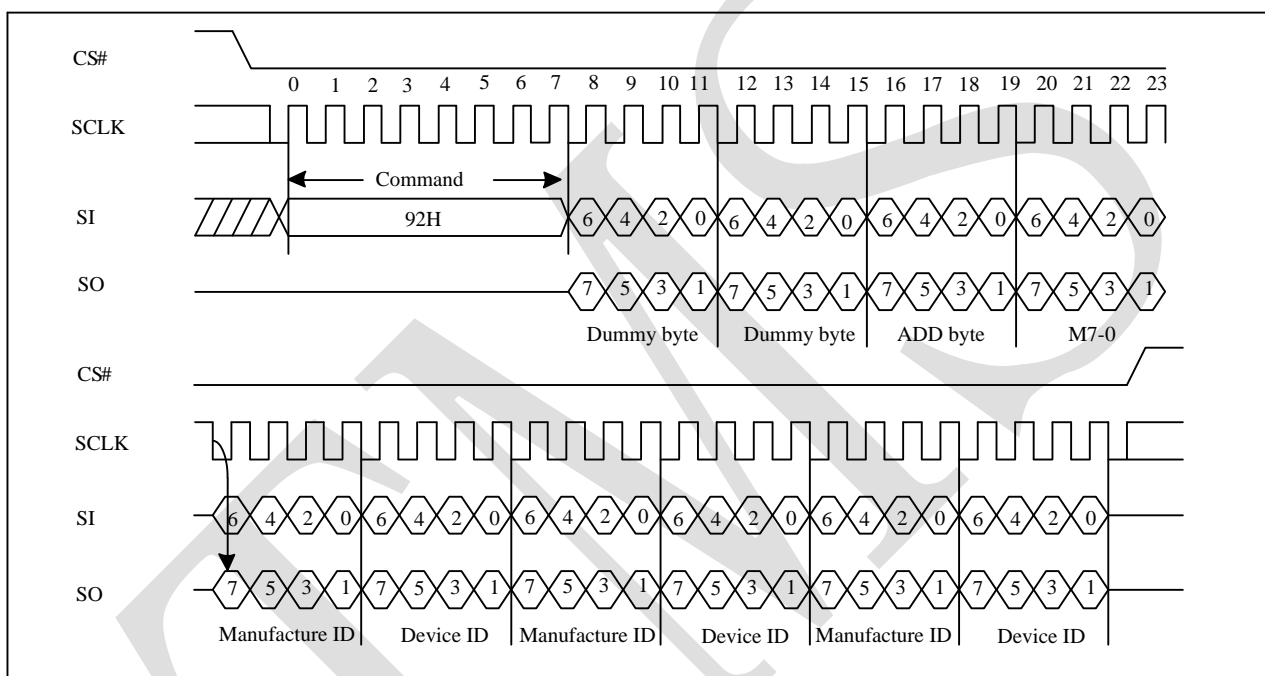 CS#
0 1 2 3 4 5 6 7 8 9 10 11 12 13 14 15 16 17 18 19 20 21 22 23
SCLK
Command
SI 92H 6 4 2 0 6 4 2 0 6 4 2 0 6 4 2 0
SO 7 5 3 1 7 5 3 1 7 5 3 1 7 5 3 1
Dummy byte Dummy byte ADD byte M7-0
CS#
SCLK
SI 6 4 2 0 6 4 2 0 6 4 2 0 6 4 2 0 6 4 2 0 6 4 2 0
SO 7 5 3 1 7 5 3 1 7 5 3 1 7 5 3 1 7 5 3 1 7 5 3 1
Manufacture ID Device ID Manufacture ID Device ID Manufacture ID Device ID
TMS